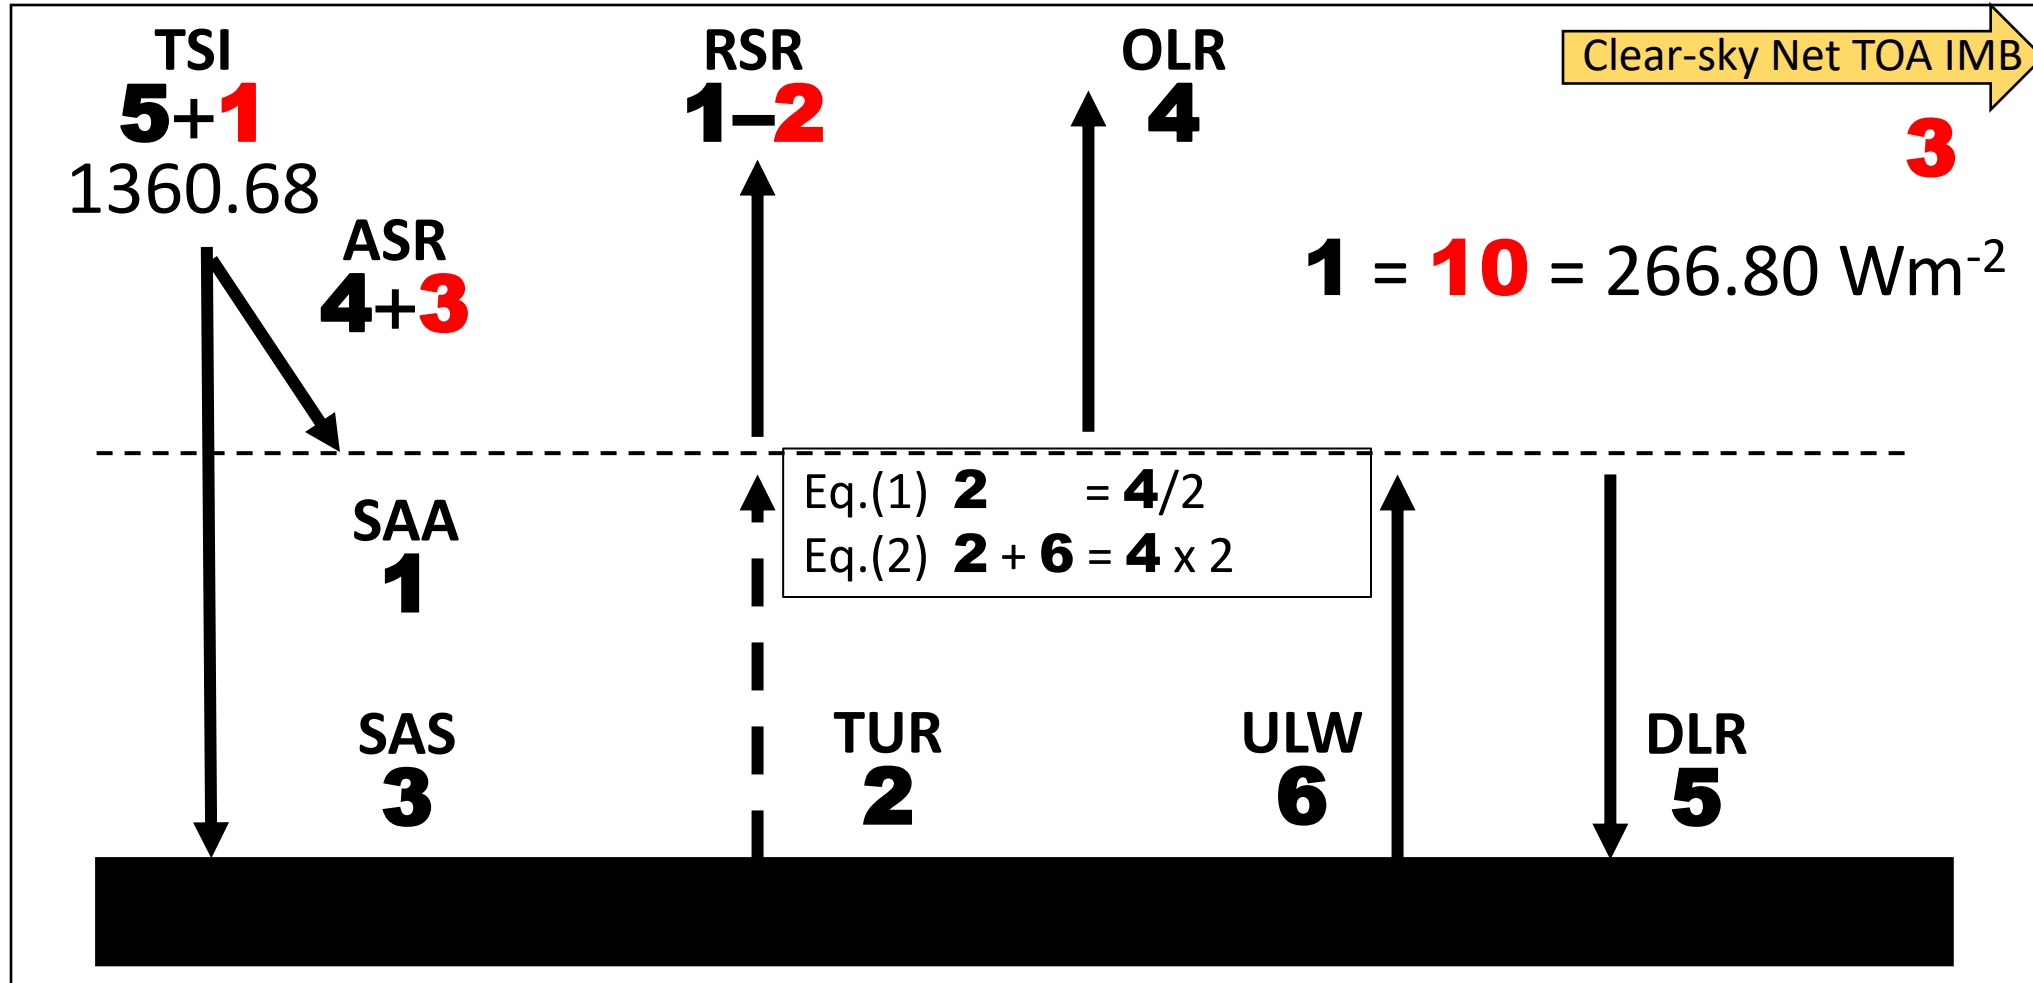 TSI
5+1
1360.68
ASR
4+3
RSR
1–2
OLR
4
Clear-sky Net TOA IMB
3
1 = 10 = 266.80 Wm⁻²
Eq.(1) 2 = 4/2
Eq.(2) 2 + 6 = 4 x 2
SAA
1
SAS
3
TUR
2
ULW
6
DLR
5